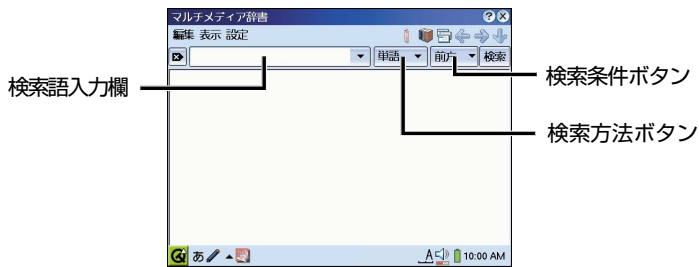 マルチメディア辞書
編集 表示 設定
単語 前方 検索
検索語入力欄
検索条件ボタン
検索方法ボタン
あ
A
10:00 AM